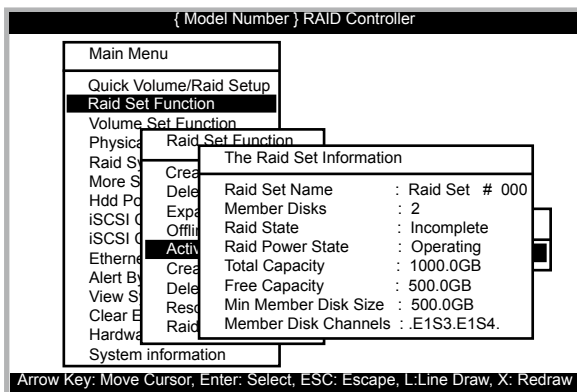 { Model Number } RAID Controller
Main Menu
Quick Volume/Raid Setup
Raid Set Function
Volume Set Function
Physica
Raid Sy
More S
Hdd Po
iSCSI C
iSCSI C
Etherne
Alert By
View S
Clear E
Hardwa
System information
Raid Set Function
Crea
Dele
Expa
Offlin
Activ
Crea
Dele
Resc
Raid
The Raid Set Information
Raid Set Name : Raid Set # 000
Member Disks : 2
Raid State : Incomplete
Raid Power State : Operating
Total Capacity : 1000.0GB
Free Capacity : 500.0GB
Min Member Disk Size : 500.0GB
Member Disk Channels : .E1S3.E1S4.
Arrow Key: Move Cursor, Enter: Select, ESC: Escape, L:Line Draw, X: Redraw